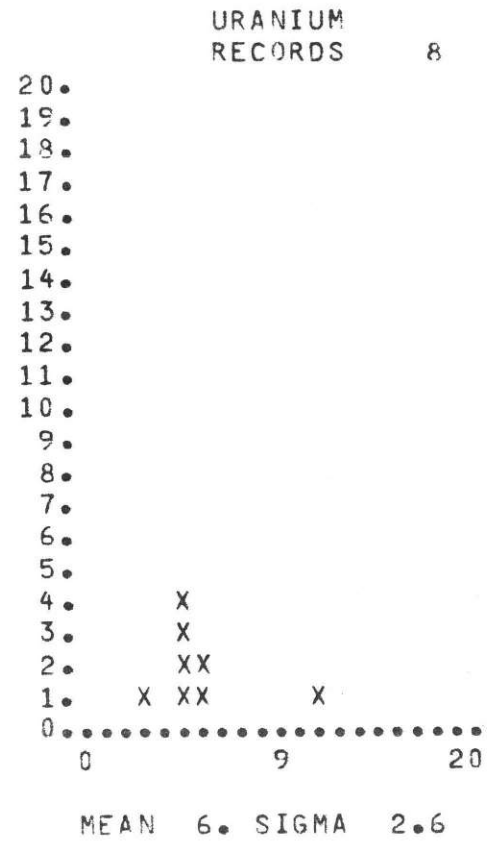 URANIUM
RECORDS 8
20.
19.
18.
17.
16.
15.
14.
13.
12.
11.
10.
9.
8.
7.
6.
5.
4. X
3. X
2. XX
1. X XX X
0......................
0 9 20
MEAN 6. SIGMA 2.6